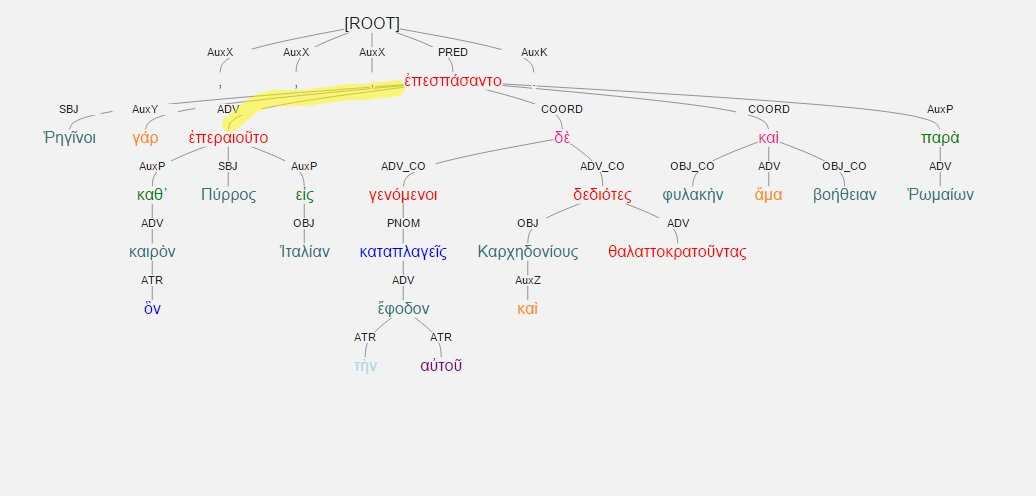 [ROOT]
AuxX AuxX AuxX PRED AuxK
, , , ἐπεσπάσαντο .
SBJ AuxY ADV COORD COORD AuxP
Ῥηγῖνοι γάρ ἐπεραιοῦτο δὲ καὶ παρὰ
AuxP SBJ AuxP ADV_CO ADV_CO OBJ_CO ADV OBJ_CO ADV
καθ’ Πύρρος εἰς γενόμενοι δεδιότες φυλακὴν ἅμα βοήθειαν Ῥωμαίων
ADV OBJ PNOM OBJ ADV
καιρὸν Ἰταλίαν καταπλαγεῖς Καρχηδονίους θαλαττοκρατοῦντας
ATR ADV AuxZ
ὃν ἔφοδον καὶ
ATR ATR
τὴν αὐτοῦ